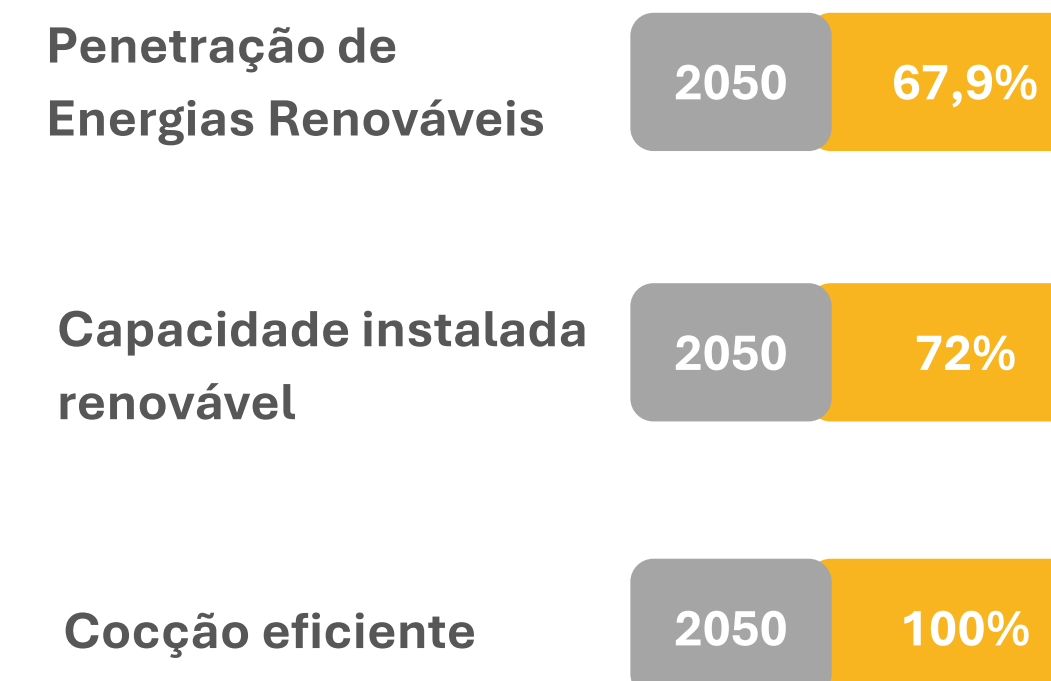 Penetração de
Energias Renováveis
2050 67,9%
Capacidade instalada
renovável
2050 72%
Cocção eficiente
2050 100%